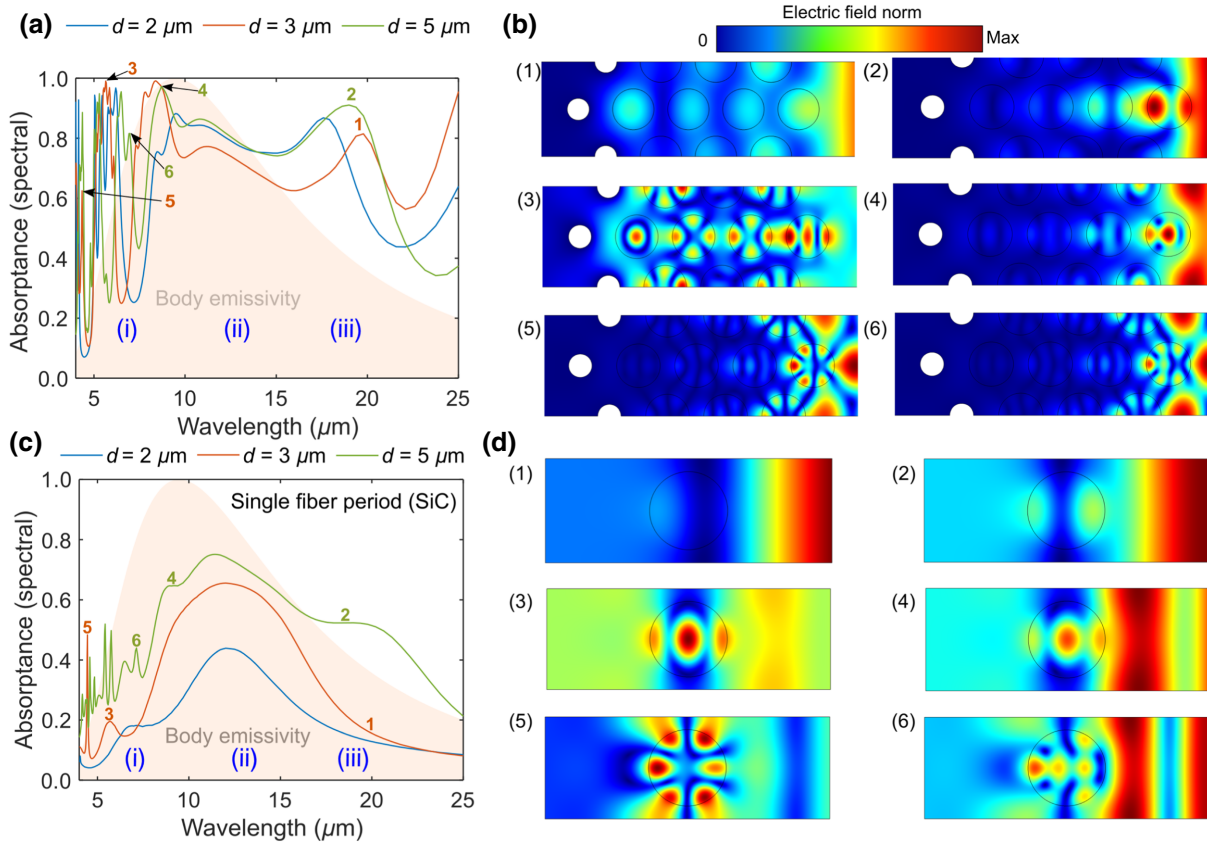 (a)
d = 2 µm d = 3 µm d = 5 µm
1.0
0.8
0.6
0.4
0.2
0.0
Absorptance (spectral)
3
4
2
1
6
5
Body emissivity
(i) (ii) (iii)
5 10 15 20 25
Wavelength (µm)
(b)
Electric field norm
0 Max
(1) (2)
(3) (4)
(5) (6)
(c)
d = 2 µm d = 3 µm d = 5 µm
1.0
0.8
0.6
0.4
0.2
0.0
Absorptance (spectral)
Single fiber period (SiC)
5
4
6
2
3
1
Body emissivity
(i) (ii) (iii)
5 10 15 20 25
Wavelength (µm)
(d)
(1) (2)
(3) (4)
(5) (6)